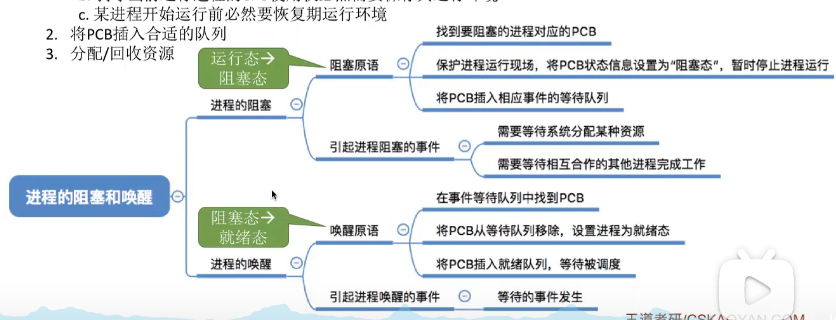 c. 某进程开始运行前必然要恢复期运行环境
2. 将PCB插入合适的队列
3. 分配/回收资源
运行态→
阻塞态
找到要阻塞的进程对应的PCB
阻塞原语
保护进程运行现场，将PCB状态信息设置为“阻塞态”，暂时停止进程运行
进程的阻塞
将PCB插入相应事件的等待队列
需要等待系统分配某种资源
引起进程阻塞的事件
需要等待相互合作的其他进程完成工作
进程的阻塞和唤醒
在事件等待队列中找到PCB
阻塞态→
就绪态
唤醒原语
将PCB从等待队列移除，设置进程为就绪态
进程的唤醒
将PCB插入就绪队列，等待被调度
引起进程唤醒的事件
等待的事件发生
王道考研/CSKAOYAN.COM